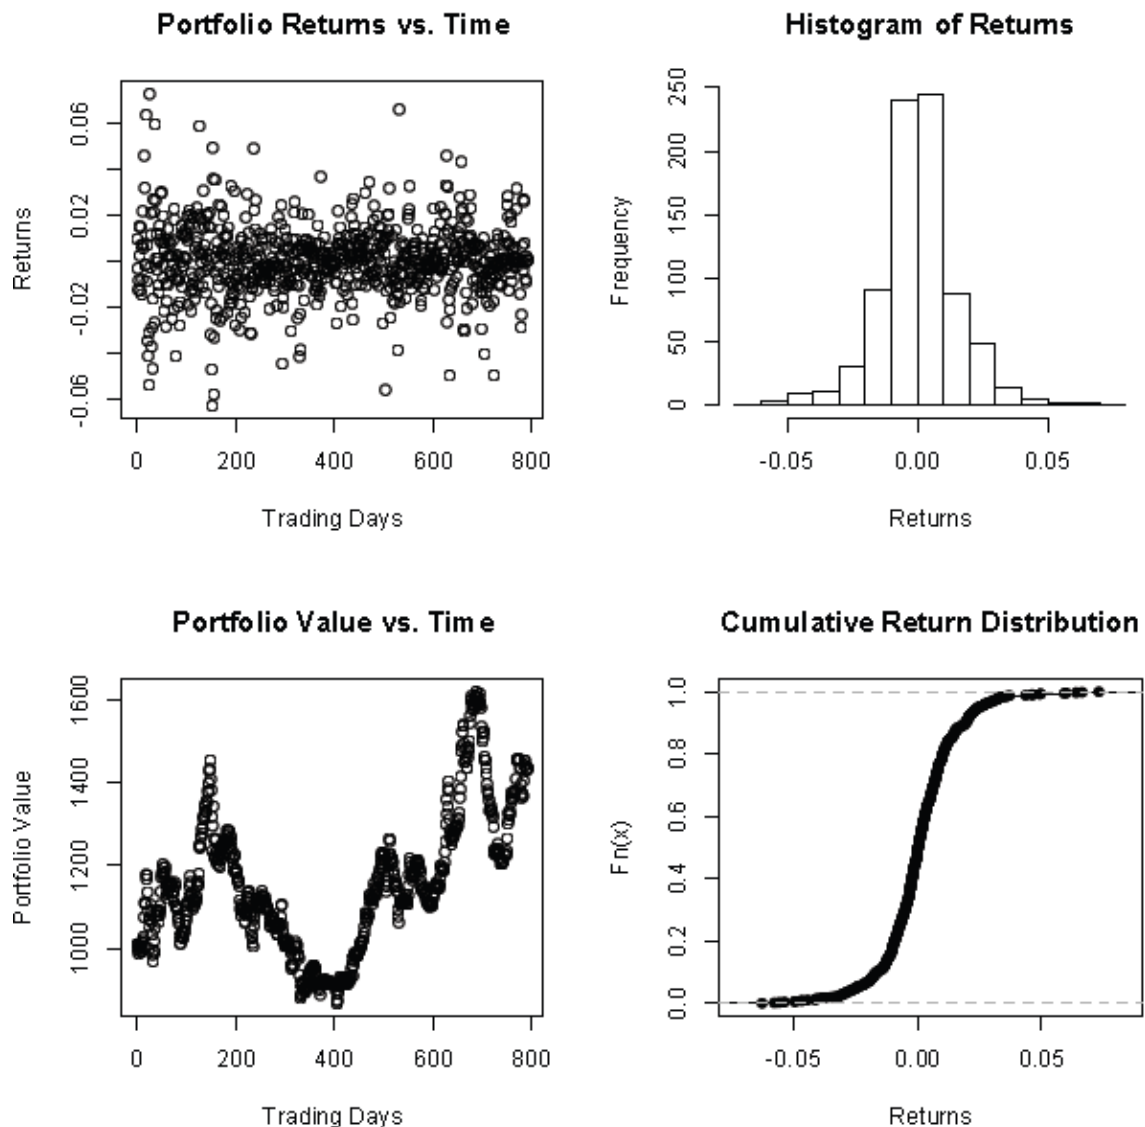 Portfolio Returns vs. Time
Returns
0.06
0.02
-0.02
-0.06
0 200 400 600 800
Trading Days
Histogram of Returns
Frequency
250
200
150
100
50
0
-0.05 0.00 0.05
Returns
Portfolio Value vs. Time
Portfolio Value
1600
1400
1200
1000
0 200 400 600 800
Trading Days
Cumulative Return Distribution
Fn(x)
1.0
0.8
0.6
0.4
0.2
0.0
-0.05 0.00 0.05
Returns